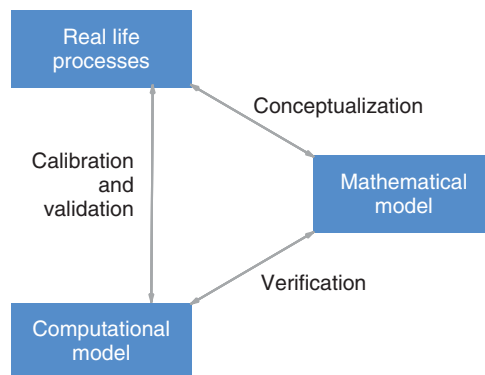 Real life
processes
Conceptualization
Calibration
and
validation
Mathematical
model
Verification
Computational
model